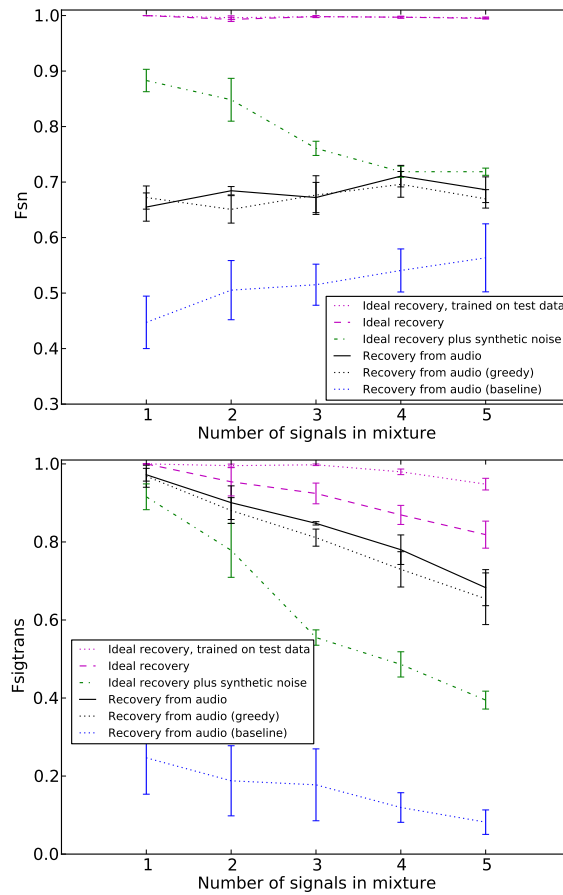 1.0
0.9
0.8
0.7
0.6
0.5
0.4
0.3
Fsn
Ideal recovery, trained on test data
Ideal recovery
Ideal recovery plus synthetic noise
Recovery from audio
Recovery from audio (greedy)
Recovery from audio (baseline)
1 2 3 4 5
Number of signals in mixture
1.0
0.8
0.6
0.4
0.2
0.0
Fsigtrans
Ideal recovery, trained on test data
Ideal recovery
Ideal recovery plus synthetic noise
Recovery from audio
Recovery from audio (greedy)
Recovery from audio (baseline)
1 2 3 4 5
Number of signals in mixture